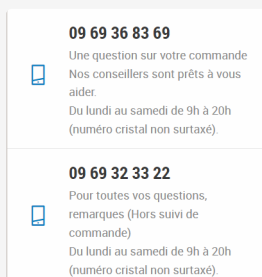 09 69 36 83 69
Une question sur votre commande
Nos conseillers sont prêts à vous
aider.
Du lundi au samedi de 9h à 20h
(numéro cristal non surtaxé).
09 69 32 33 22
Pour toutes vos questions,
remarques (Hors suivi de
commande)
Du lundi au samedi de 9h à 20h
(numéro cristal non surtaxé).